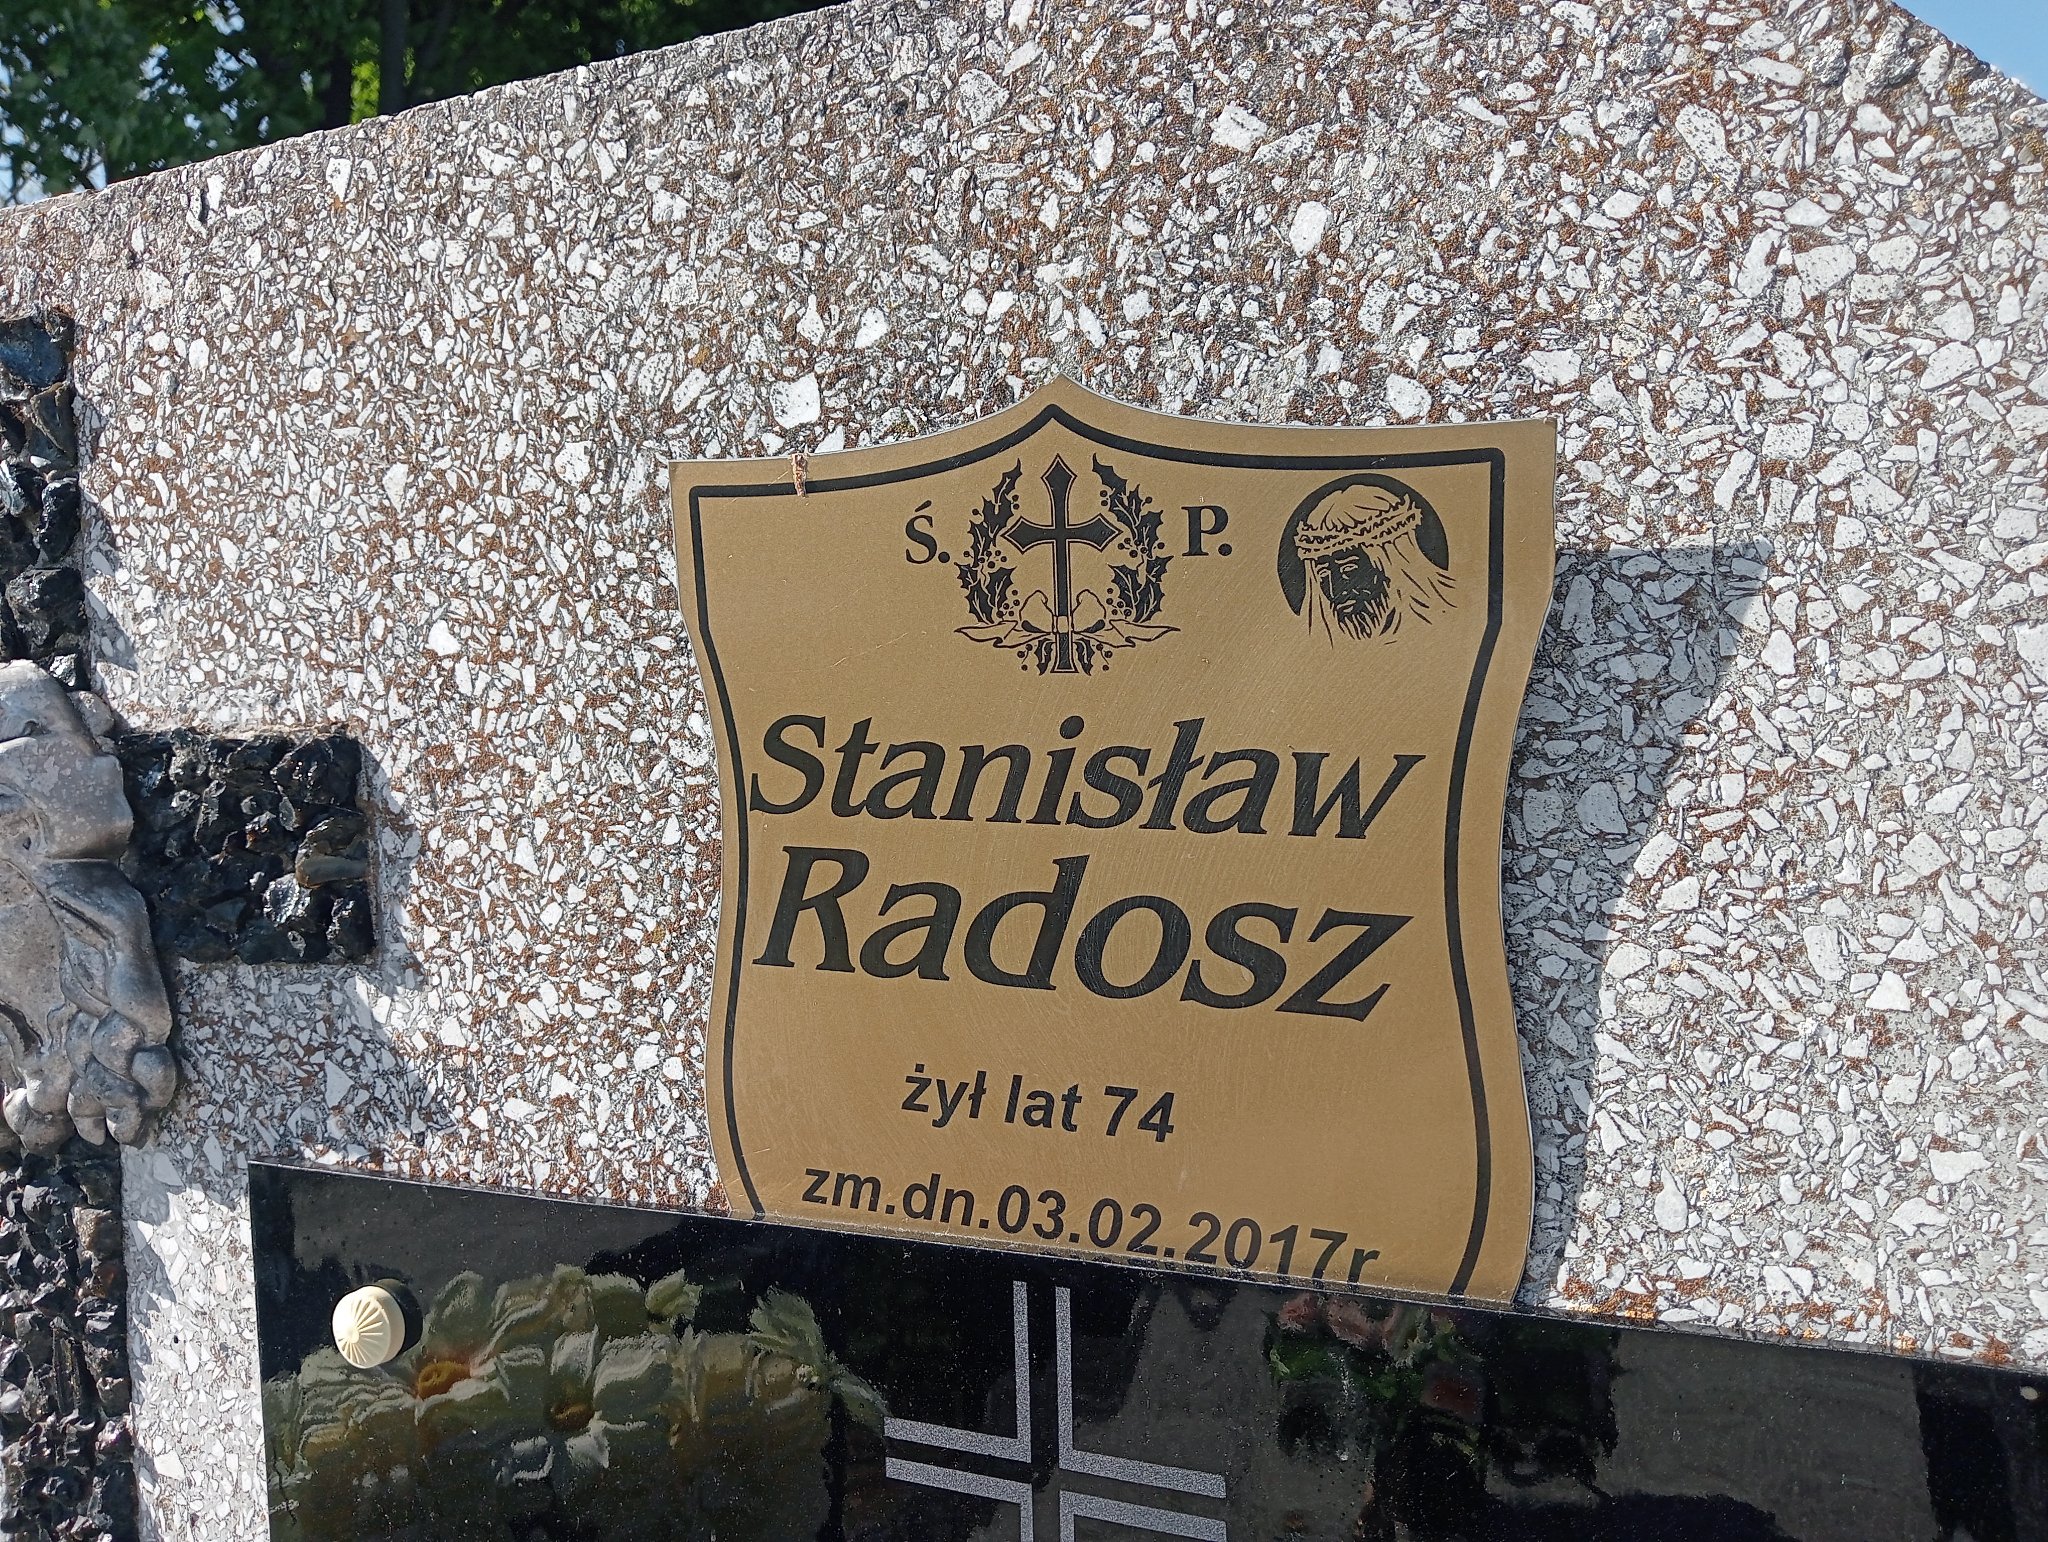 Ś. P.
Stanisław
Radosz
żył lat 74
zm.dn.03.02.2017r